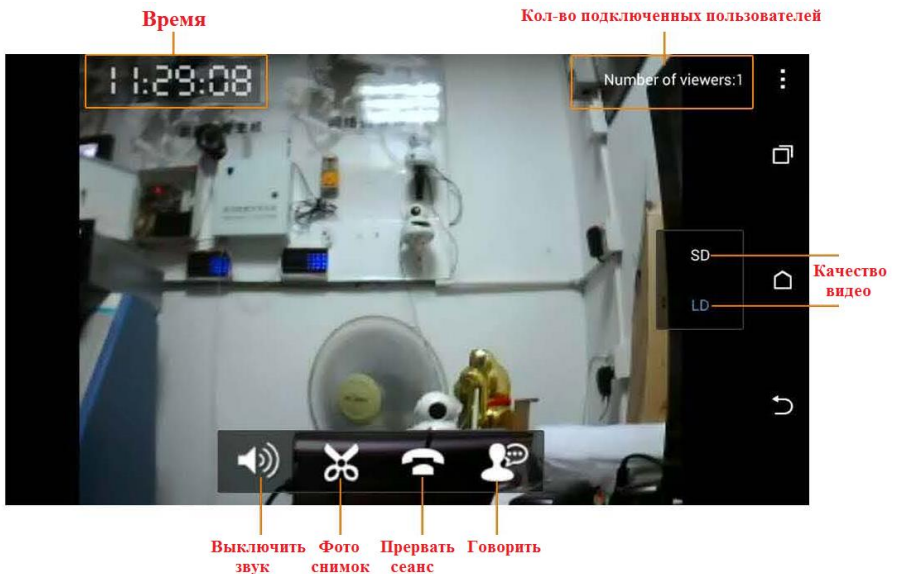 Время
Кол-во подключенных пользователей
11:29:08
Number of viewers:1
SD
LD
Качество
видео
Выключить звук
Фото снимок
Прервать сеанс
Говорить